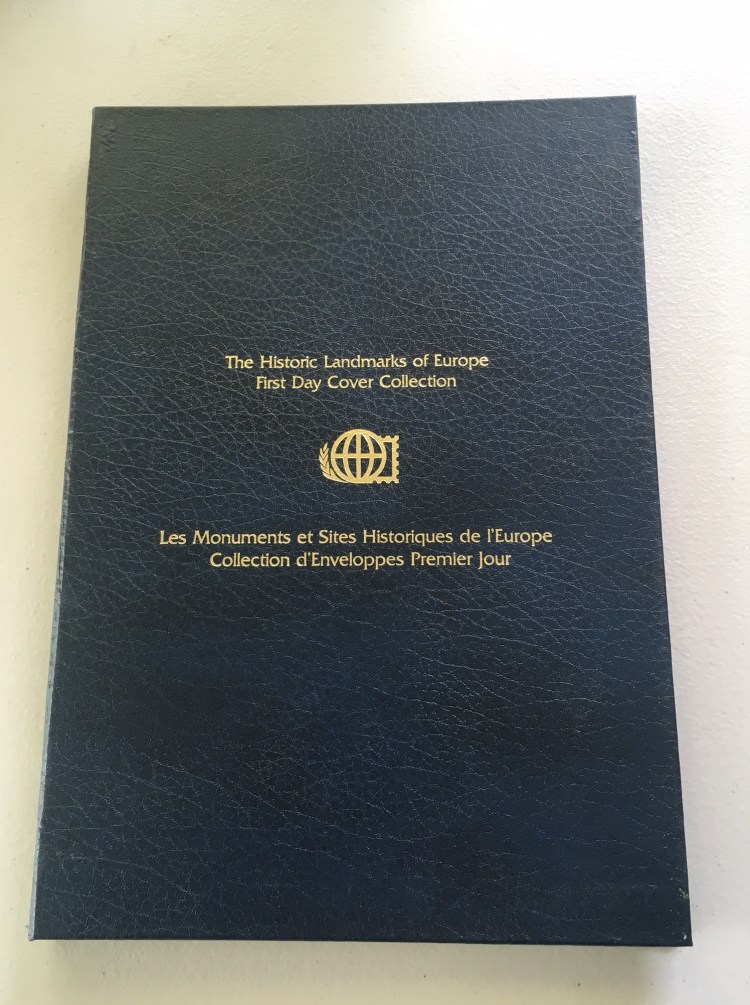 The Historic Landmarks of Europe
First Day Cover Collection
Les Monuments et Sites Historiques de l'Europe
Collection d'Enveloppes Premier Jour